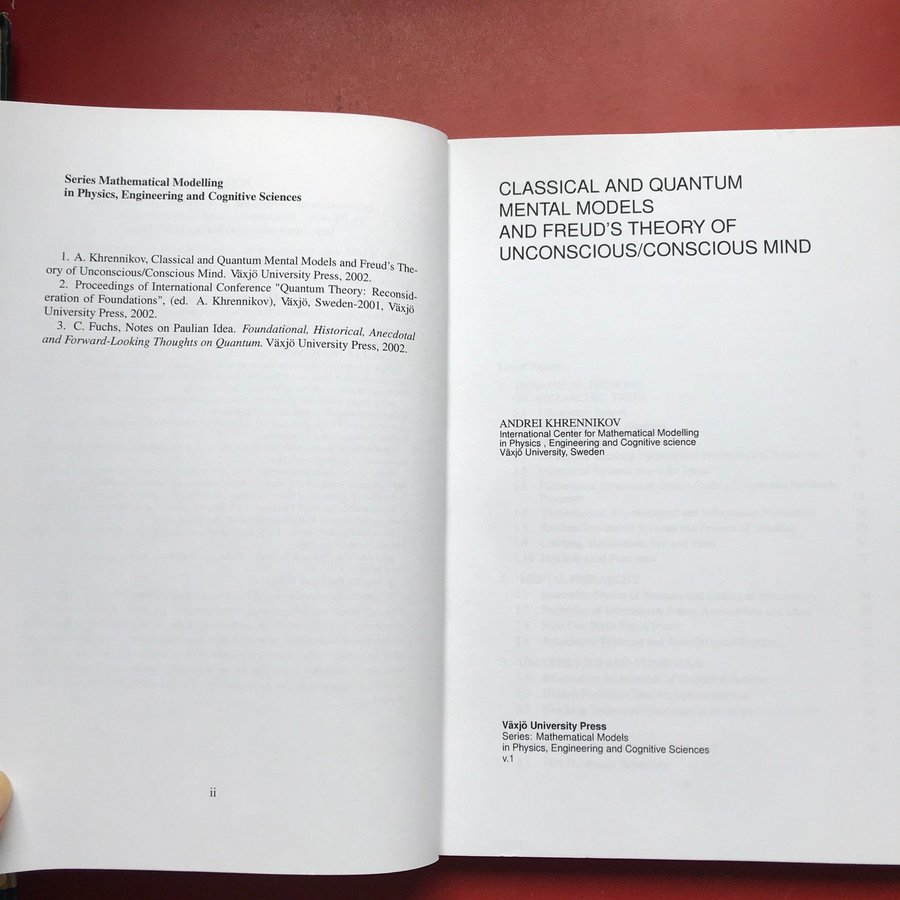 Series Mathematical Modelling
in Physics, Engineering and Cognitive Sciences
1. A. Khrennikov, Classical and Quantum Mental Models and Freud's The-
ory of Unconscious/Conscious Mind. Växjö University Press, 2002.
2. Proceedings of International Conference "Quantum Theory: Reconsid-
eration of Foundations", (ed. A. Khrennikov), Växjö, Sweden-2001, Växjö
University Press, 2002.
3. C. Fuchs, Notes on Paulian Idea. Foundational, Historical, Anecdotal
and Forward-Looking Thoughts on Quantum. Växjö University Press, 2002.
ii
CLASSICAL AND QUANTUM
MENTAL MODELS
AND FREUD'S THEORY OF
UNCONSCIOUS/CONSCIOUS MIND
ANDREI KHRENNIKOV
International Center for Mathematical Modelling
in Physics , Engineering and Cognitive science
Växjö University, Sweden
Växjö University Press
Series: Mathematical Models
in Physics, Engineering and Cognitive Sciences
v.1